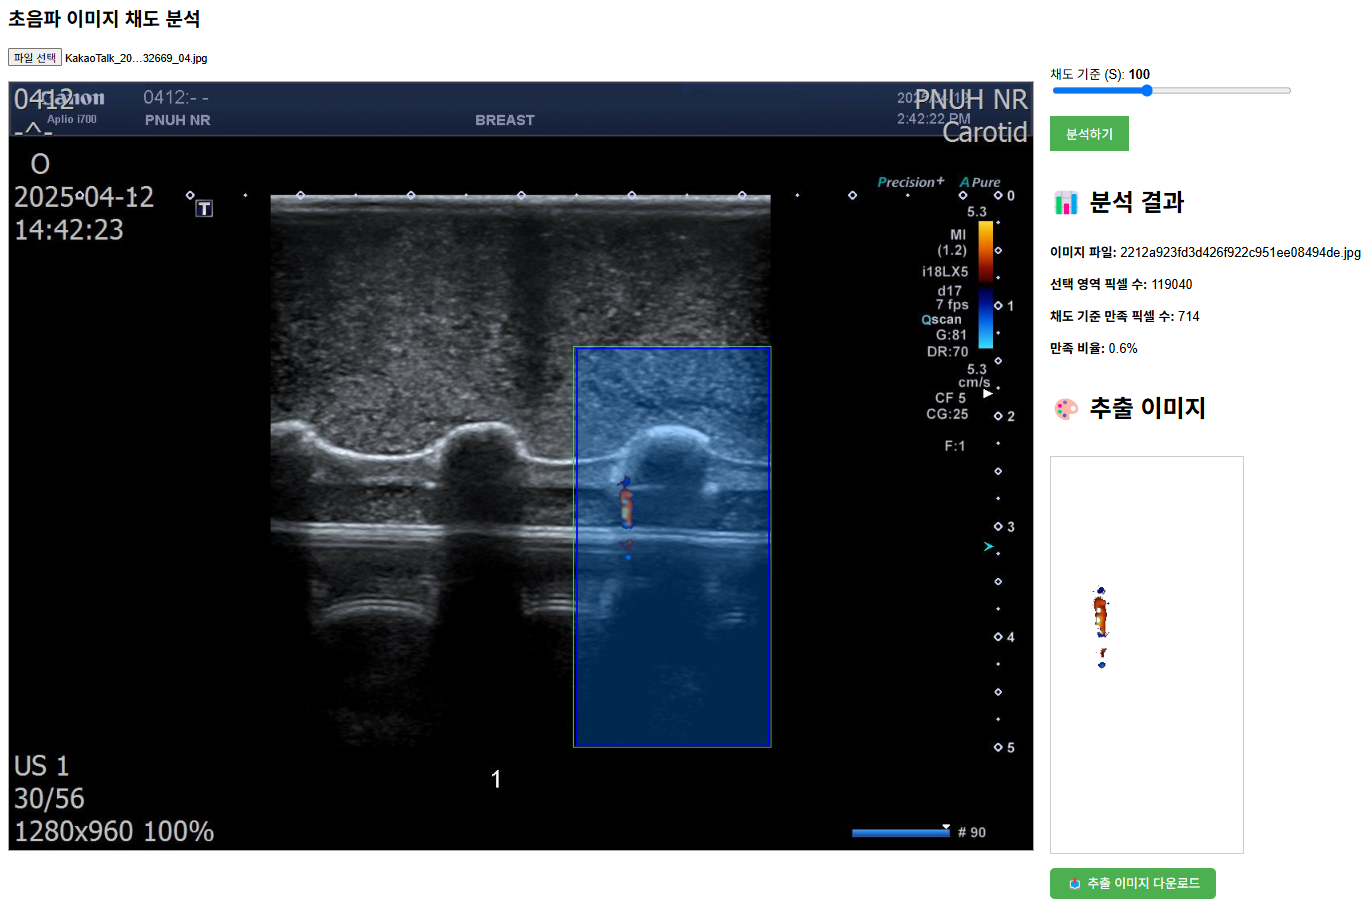 초음파 이미지 채도 분석
파일 선택 KakaoTalk_20...32669_04.jpg
0412
Canon
0412:- -
PNUH NR
-^-
Aplio i700
PNUH NR
BREAST
2:42:22 PM
Carotid
O
2025-04-12
14:42:23
T
Precision+ A Pure
0
5.3
MI
(1.2)
i18LX5
d17
7 fps
1
Qscan
G:81
DR:70
5.3
cm/s
CF 5
CG:25
2
F:1
3
4
5
US 1
30/56
1280x960 100%
1
# 90
채도 기준 (S): 100
분석하기
분석 결과
이미지 파일: 2212a923fd3d426f922c951ee08494de.jpg
선택 영역 픽셀 수: 119040
채도 기준 만족 픽셀 수: 714
만족 비율: 0.6%
추출 이미지
추출 이미지 다운로드